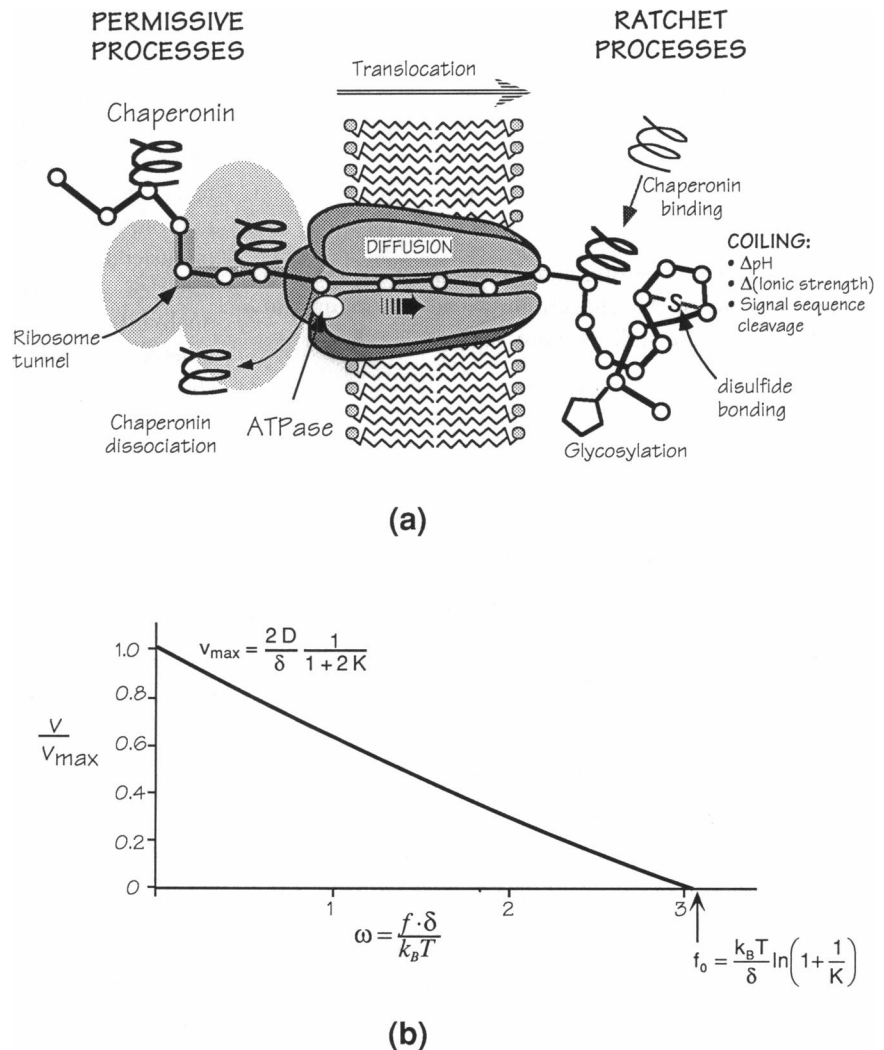 PERMISSIVE
PROCESSES
RATCHET
PROCESSES
Translocation
Chaperonin
Chaperonin
binding
DIFFUSION
COILING:
• ΔpH
• Δ(Ionic strength)
• Signal sequence
cleavage
S
Ribosome
tunnel
Chaperonin
dissociation
ATPase
disulfide
bonding
Glycosylation
(a)
v_max = 2D/δ 1/(1+2K)
v/v_max
1.0
0.8
0.6
0.4
0.2
0
1
2
3
ω = f·δ/k_BT
f_0 = k_BT/δ ln(1+1/K)
(b)